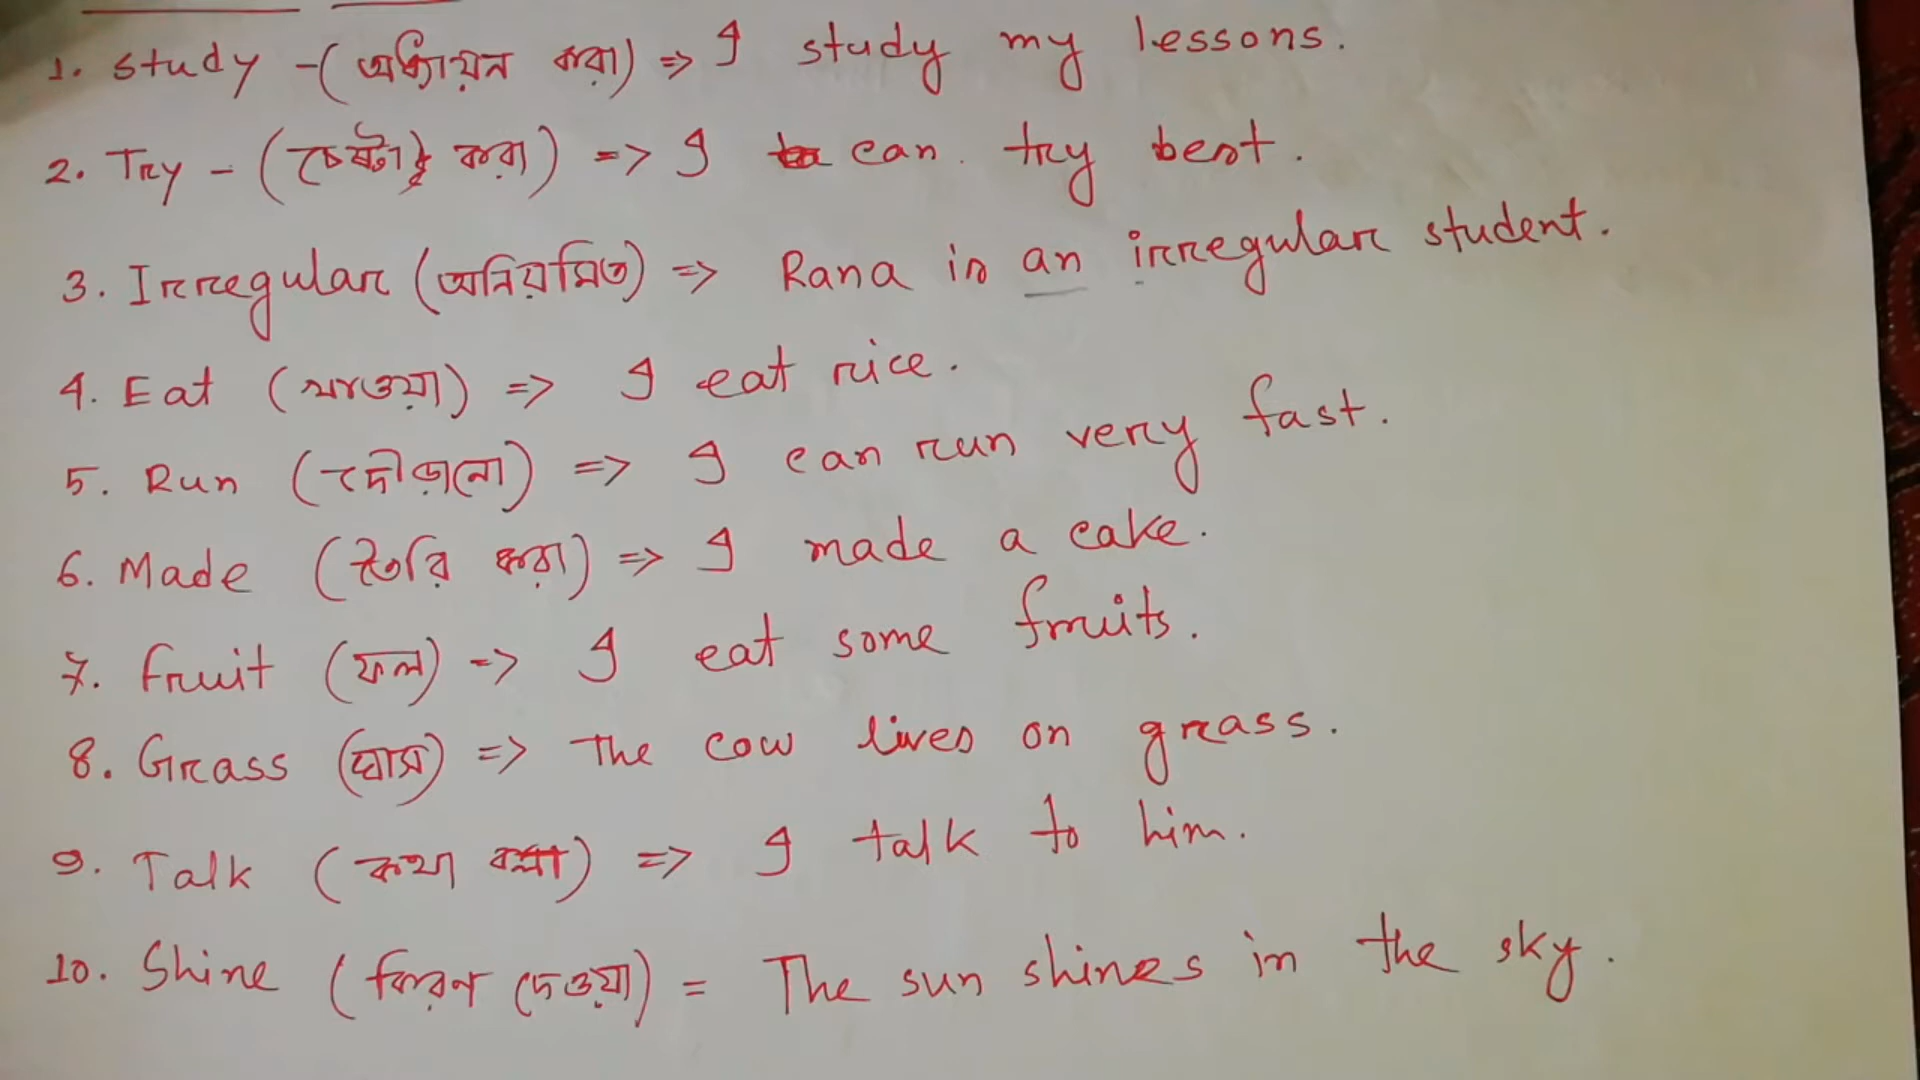 1. study - (অধ্যায়ন করা) => I study my lessons.
2. Try - (চেষ্টা করা) => I can try best.
3. Irregular (অনিয়মিত) => Rana is an irregular student.
4. Eat (খাওয়া) => I eat rice.
5. Run (দৌড়ানো) => I can run very fast.
6. Made (তৈরি করা) => I made a cake.
7. fruit (ফল) => I eat some fruits.
8. Grass (ঘাস) => The cow lives on grass.
9. Talk (কথা বলা) => I talk to him.
10. Shine (কিরণ দেওয়া) = The sun shines in the sky.